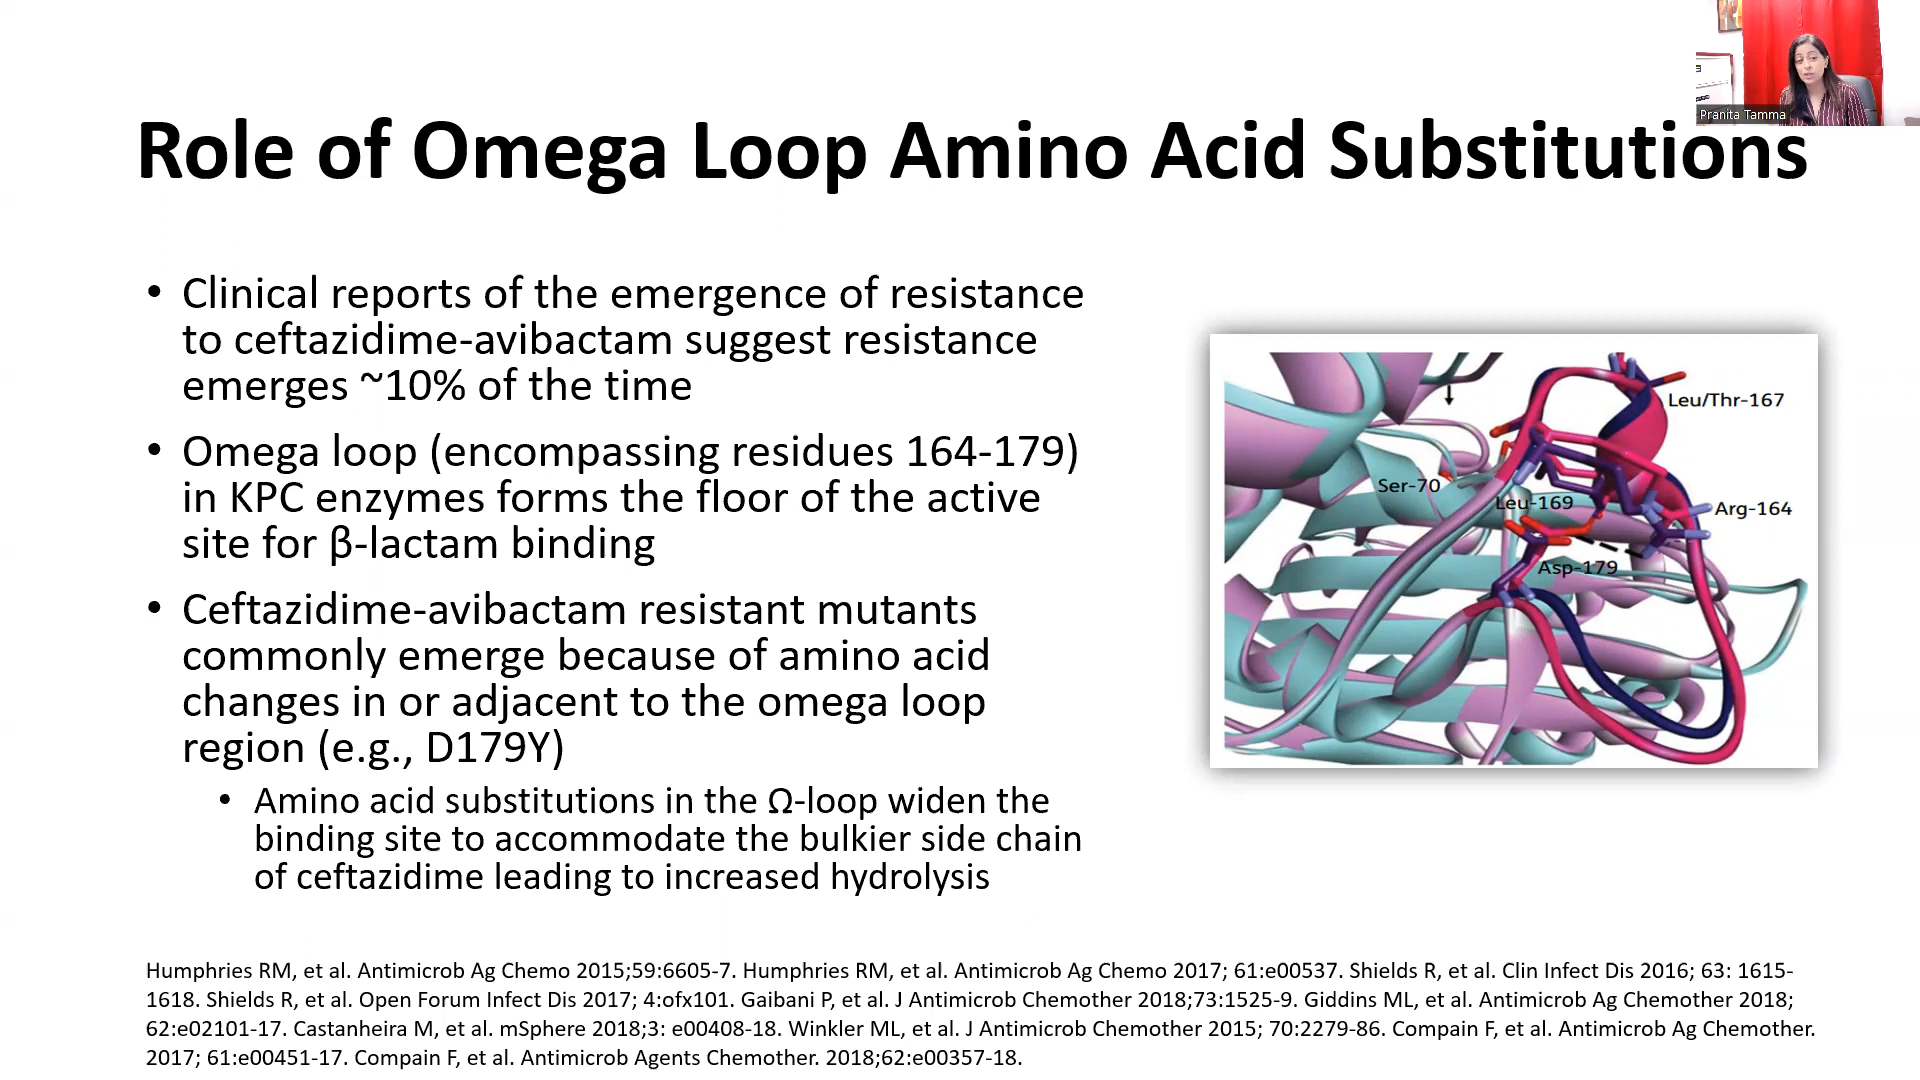 Pranita Tamma
Role of Omega Loop Amino Acid Substitutions
• Clinical reports of the emergence of resistance
to ceftazidime-avibactam suggest resistance
emerges ~10% of the time
• Omega loop (encompassing residues 164-179)
in KPC enzymes forms the floor of the active
site for β-lactam binding
• Ceftazidime-avibactam resistant mutants
commonly emerge because of amino acid
changes in or adjacent to the omega loop
region (e.g., D179Y)
• Amino acid substitutions in the Ω-loop widen the
binding site to accommodate the bulkier side chain
of ceftazidime leading to increased hydrolysis
Leu/Thr-167
Ser-70
Leu-169
Arg-164
Asp-179
Humphries RM, et al. Antimicrob Ag Chemo 2015;59:6605-7. Humphries RM, et al. Antimicrob Ag Chemo 2017; 61:e00537. Shields R, et al. Clin Infect Dis 2016; 63: 1615-
1618. Shields R, et al. Open Forum Infect Dis 2017; 4:ofx101. Gaibani P, et al. J Antimicrob Chemother 2018;73:1525-9. Giddins ML, et al. Antimicrob Ag Chemother 2018;
62:e02101-17. Castanheira M, et al. mSphere 2018;3: e00408-18. Winkler ML, et al. J Antimicrob Chemother 2015; 70:2279-86. Compain F, et al. Antimicrob Ag Chemother.
2017; 61:e00451-17. Compain F, et al. Antimicrob Agents Chemother. 2018;62:e00357-18.